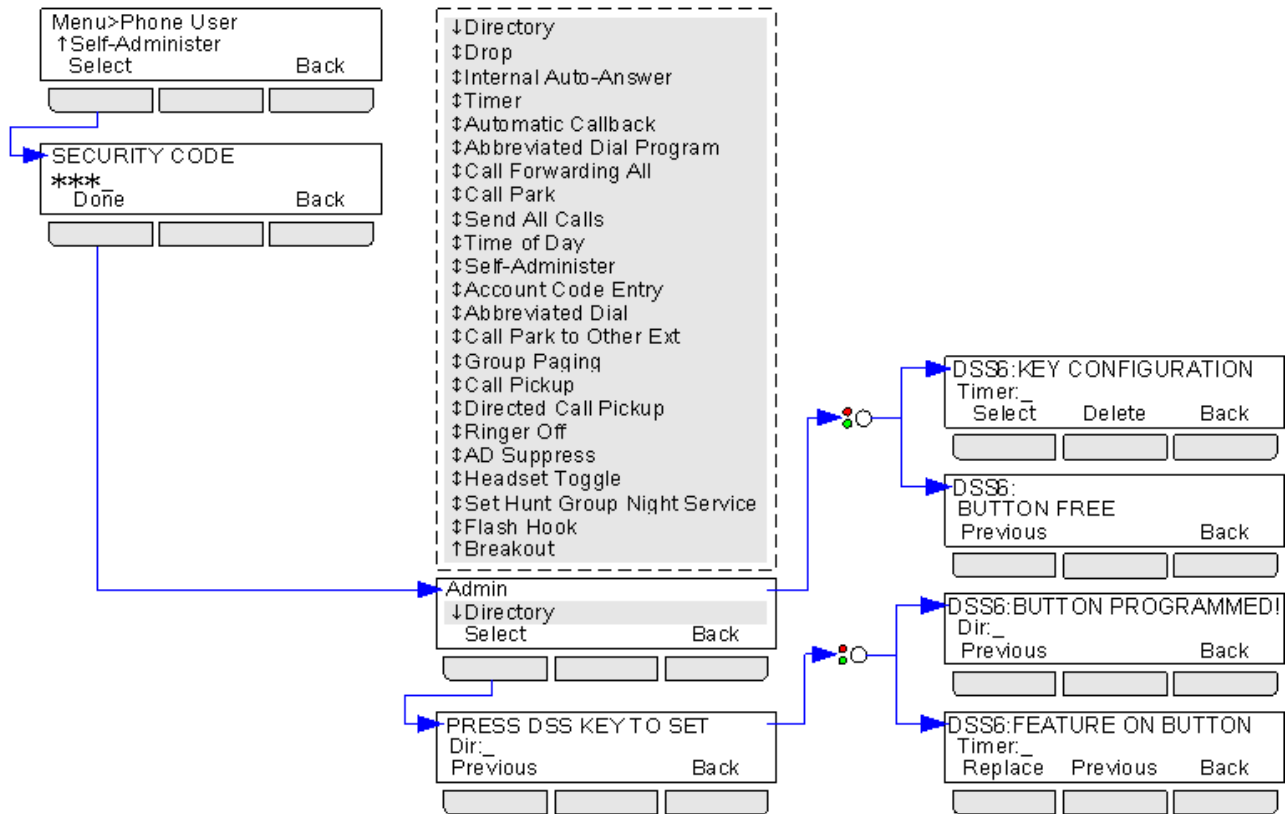 Menu>Phone User
↑Self-Administer
Select Back
SECURITY CODE
***_
Done Back
↓Directory
↕Drop
↕Internal Auto-Answer
↕Timer
↕Automatic Callback
↕Abbreviated Dial Program
↕Call Forwarding All
↕Call Park
↕Send All Calls
↕Time of Day
↕Self-Administer
↕Account Code Entry
↕Abbreviated Dial
↕Call Park to Other Ext
↕Group Paging
↕Call Pickup
↕Directed Call Pickup
↕Ringer Off
↕AD Suppress
↕Headset Toggle
↕Set Hunt Group Night Service
↕Flash Hook
↑Breakout
Admin
↓Directory
Select Back
PRESS DSS KEY TO SET
Dir:_
Previous Back
DSS6:KEY CONFIGURATION
Timer:_
Select Delete Back
DSS6:
BUTTON FREE
Previous Back
DSS6:BUTTON PROGRAMMED!
Dir:_
Previous Back
DSS6:FEATURE ON BUTTON
Timer:_
Replace Previous Back